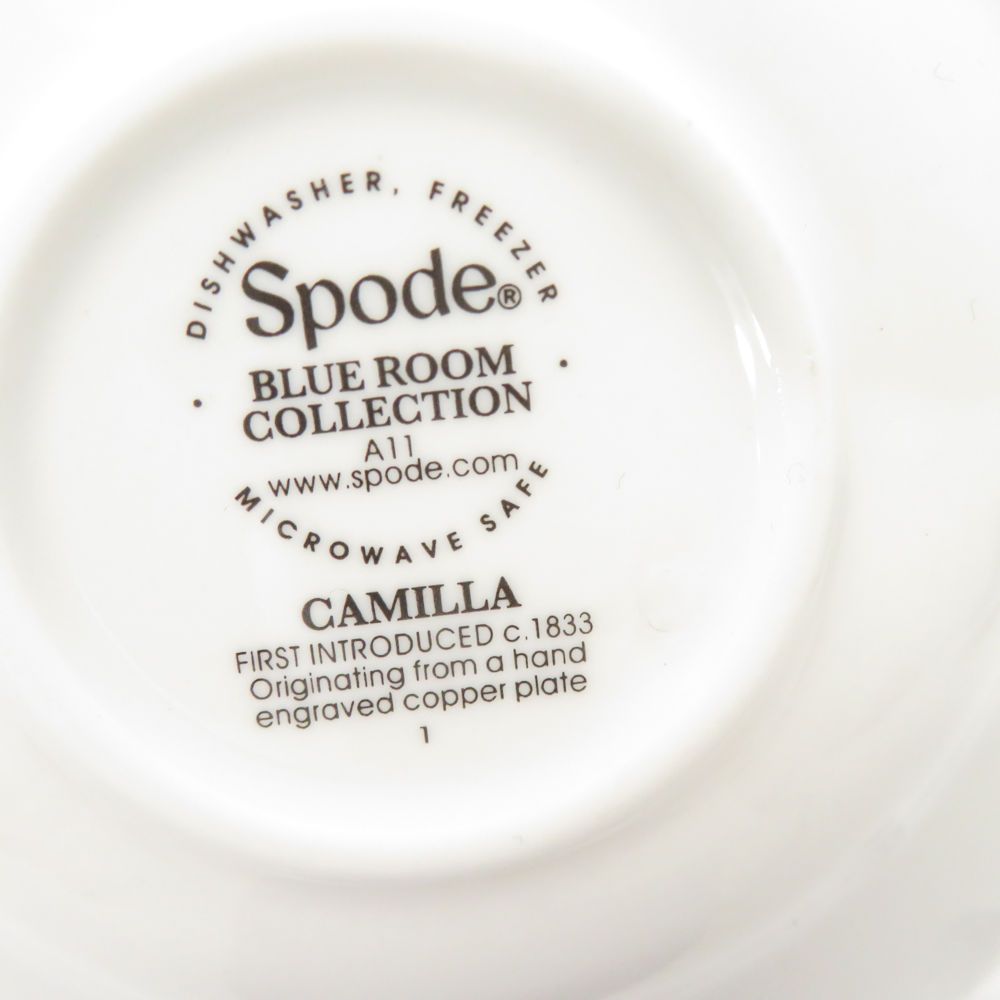 DISHWASHER, FREEZER
Spode®
BLUE ROOM
COLLECTION
A11
www.spode.com
• MICROWAVE SAFE •
CAMILLA
FIRST INTRODUCED c.1833
Originating from a hand
engraved copper plate
1